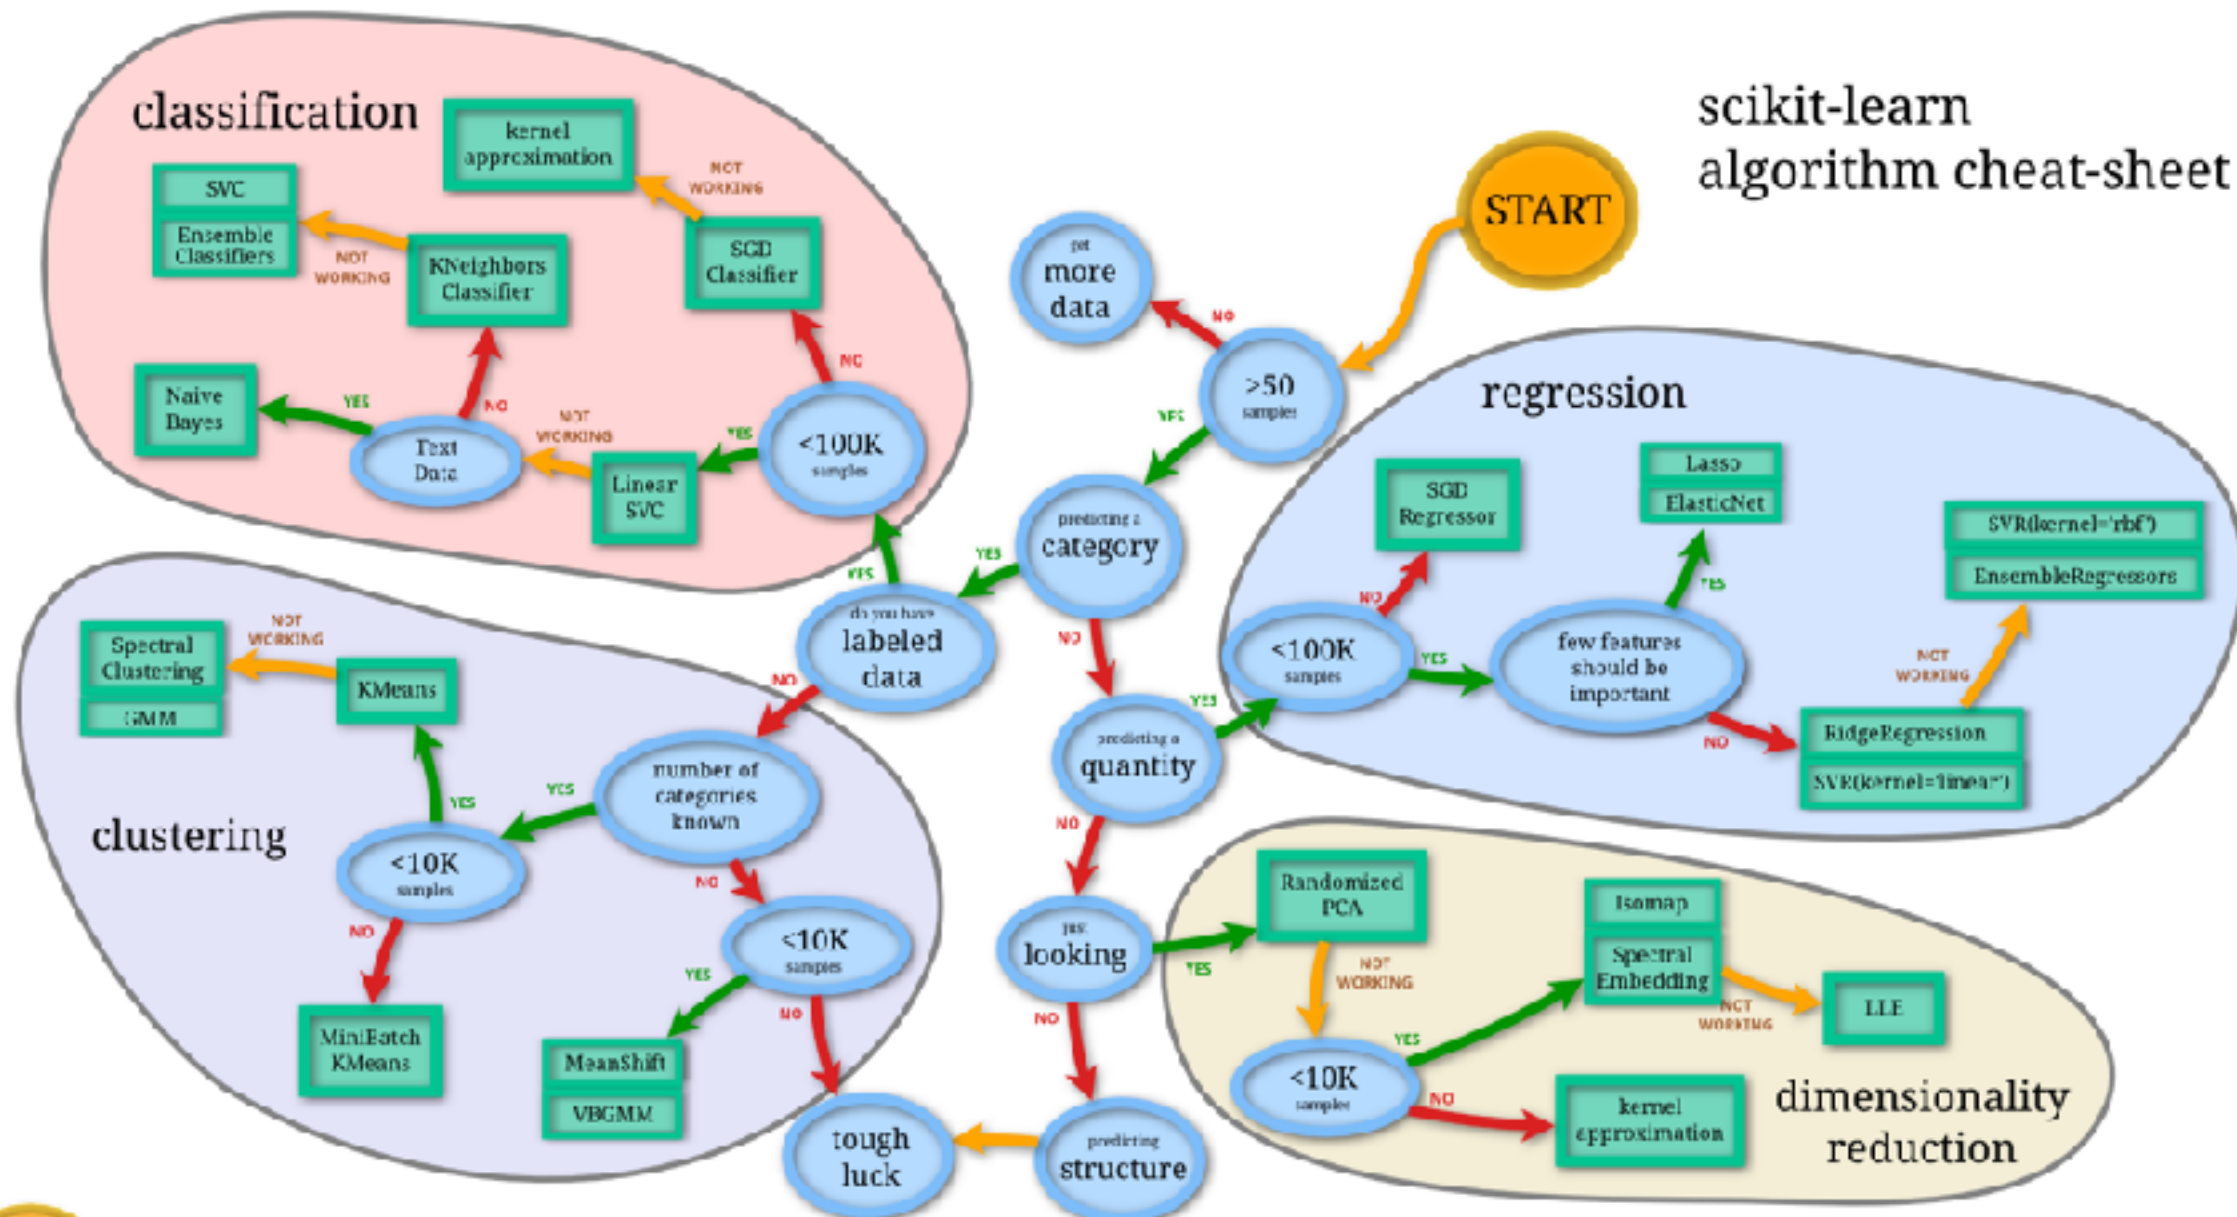 scikit-learn
algorithm cheat-sheet
START
get
more
data
NO
>50
samples
YES
predicting a
category
YES
NO
do you have
labeled
data
YES
NO
predicting a
quantity
YES
NO
just
looking
YES
NO
predicting
structure
tough
luck
classification
kernel
approximation
NOT
WORKING
SVC
Ensemble
Classifiers
NOT
WORKING
KNeighbors
Classifier
SGD
Classifier
NO
Naive
Bayes
YES
NO
Text
Data
NOT
WORKING
Linear
SVC
YES
<100K
samples
regression
SGD
Regressor
Lasso
ElasticNet
SVR(kernel='rbf')
EnsembleRegressors
NO
YES
<100K
samples
YES
few features
should be
important
NOT
WORKING
NO
RidgeRegression
SVR(kernel='linear')
clustering
Spectral
Clustering
GMM
NOT
WORKING
KMeans
YES
number of
categories
known
YES
<10K
samples
NO
NO
<10K
samples
YES
NO
MiniBatch
KMeans
MeanShift
VBGMM
dimensionality
reduction
Randomized
PCA
NOT
WORKING
Isomap
Spectral
Embedding
NOT
WORKING
LLE
YES
<10K
samples
NO
kernel
approximation